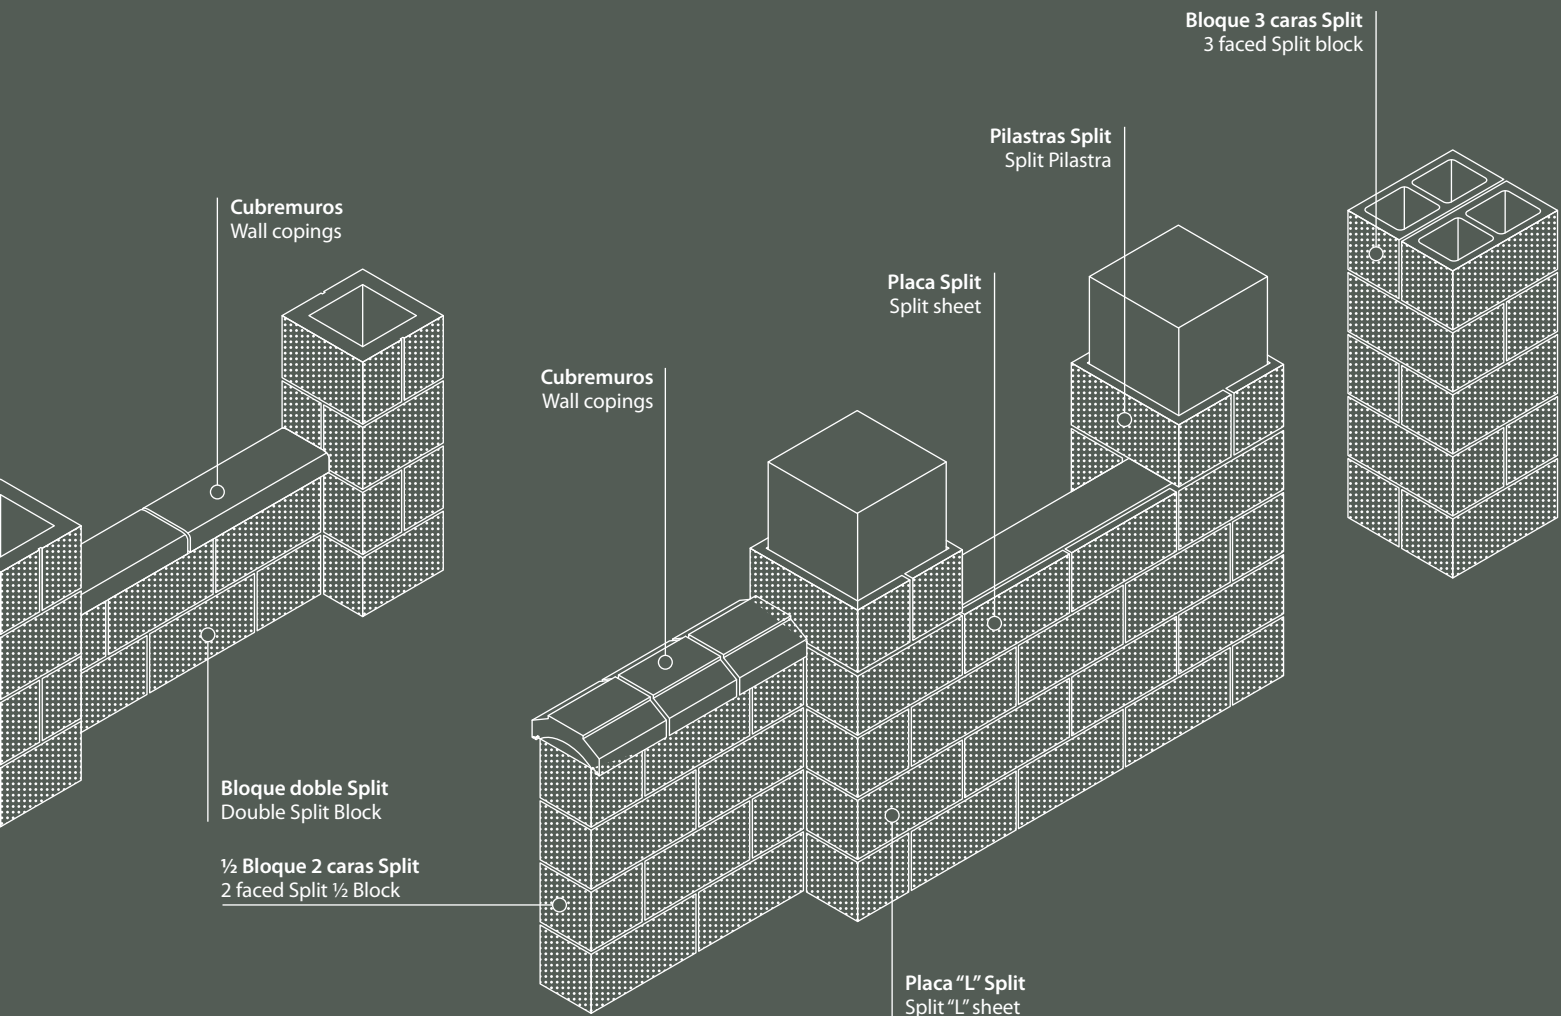 Bloque 3 caras Split
3 faced Split block
Pilastras Split
Split Pilastra
Cubremuros
Wall copings
Placa Split
Split sheet
Cubremuros
Wall copings
Bloque doble Split
Double Split Block
½ Bloque 2 caras Split
2 faced Split ½ Block
Placa “L” Split
Split “L” sheet